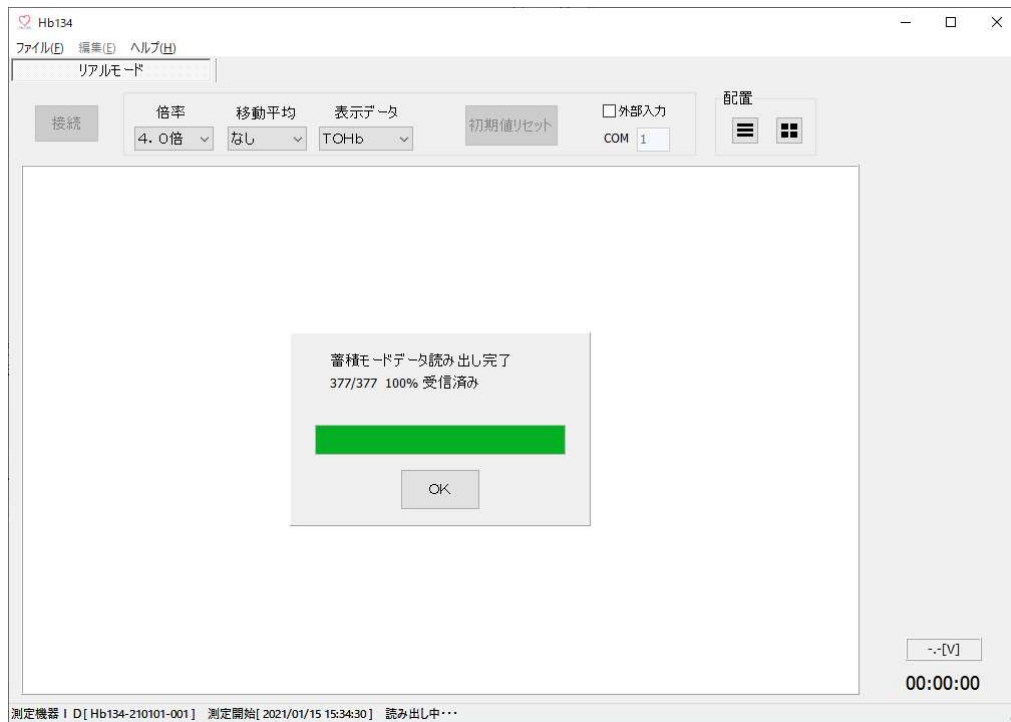 Hb134
ファイル(F) 編集(E) ヘルプ(H)
リアルモード
接続
倍率
4．0倍
移動平均
なし
表示データ
TOHb
初期値リセット
外部入力
COM 1
配置
蓄積モードデータ読み出し完了
377/377 100% 受信済み
OK
-.-[V]
00:00:00
測定機器ＩＤ[ Hb134-210101-001 ] 測定開始[ 2021/01/15 15:34:30 ] 読み出し中・・・